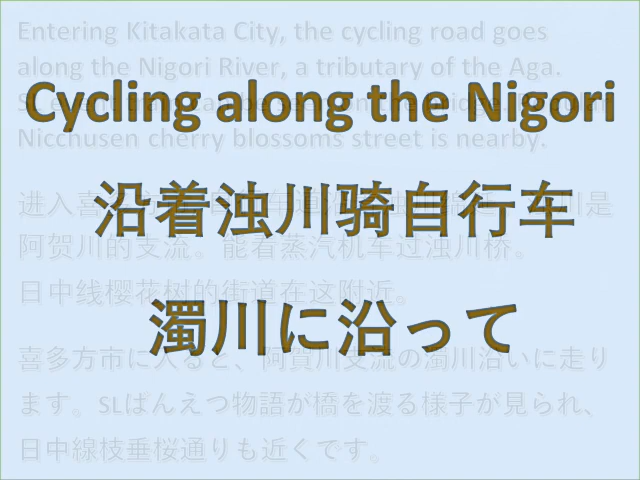 Entering Kitakata City, the cycling road goes
along the Nigori River, a tributary of the Aga.
Cycling along the Nigori
Nicchusen cherry blossoms street is nearby.
沿着浊川骑自行车
阿贺川的支流。能看蒸汽机车过浊川桥。
日中线樱花树的街道在这附近。
濁川に沿って
喜多方市に入ると、阿賀川支流の濁川沿いに走り
ます。SLばんえつ物語が橋を渡る様子が見られ、
日中線枝垂桜通りも近くです。